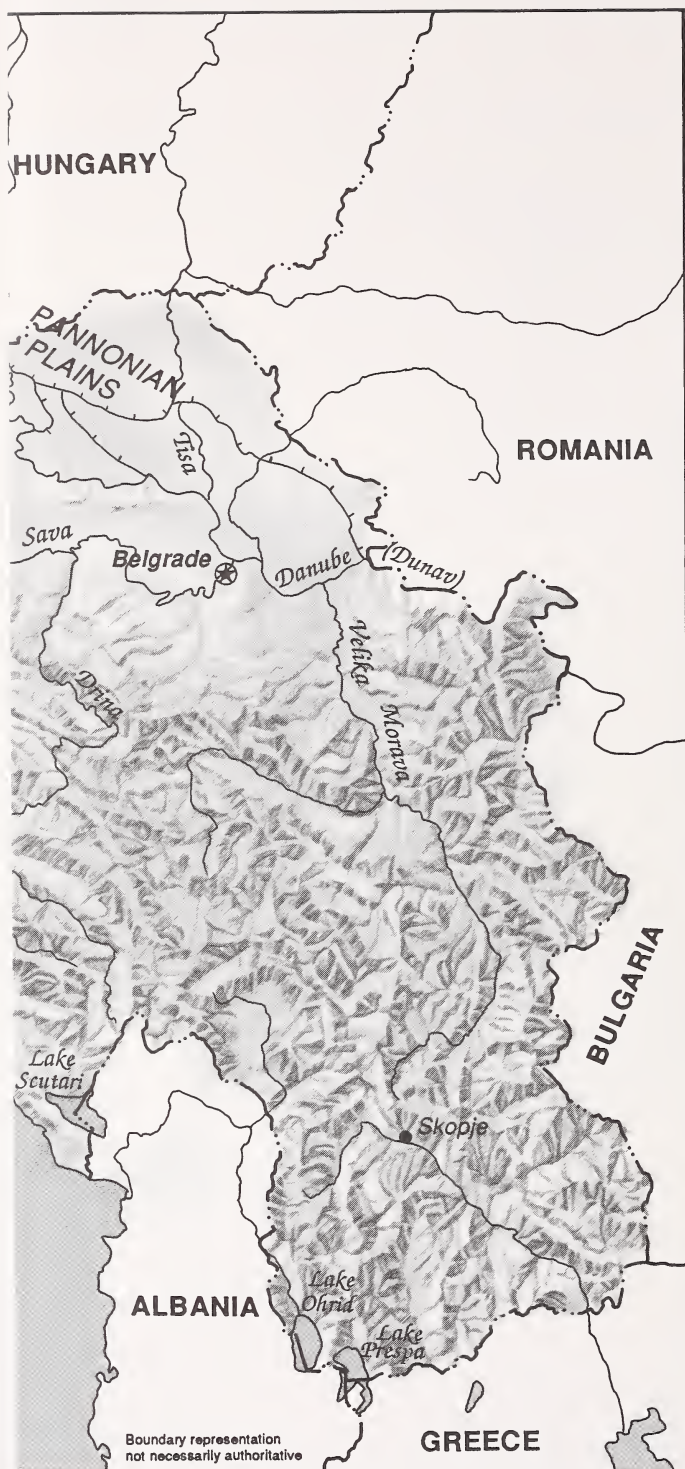 HUNGARY
PANNONIAN
PLAINS
ROMANIA
Tisa
Sava
Belgrade
Danube
(Dunav)
Velika
Morava
Drina
BULGARIA
Lake
Scutari
Skopje
ALBANIA
Lake
Ohrid
Lake
Prespa
Boundary representation
not necessarily authoritative
GREECE